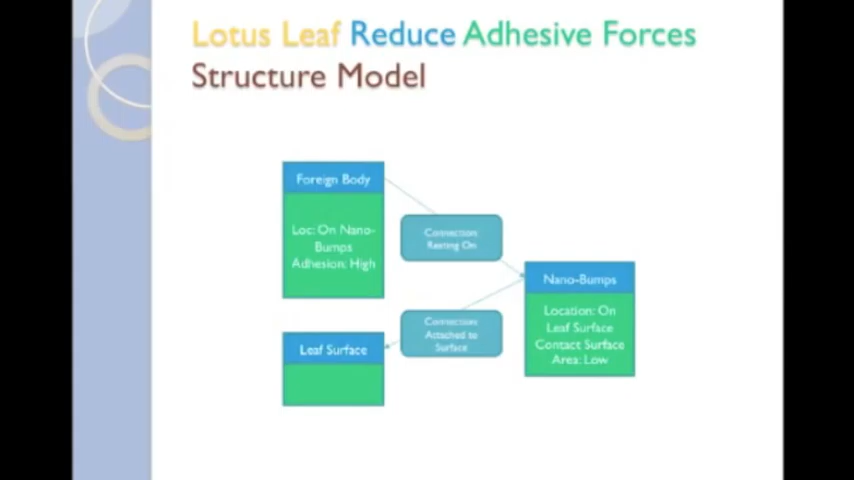 Lotus Leaf Reduce Adhesive Forces
Structure Model
Foreign Body
Loc: On Nano-
Bumps
Adhesion: High
Connection:
Resting On
Nano-Bumps
Location: On
Leaf Surface
Contact Surface
Area: Low
Connection:
Attached to
Surface
Leaf Surface